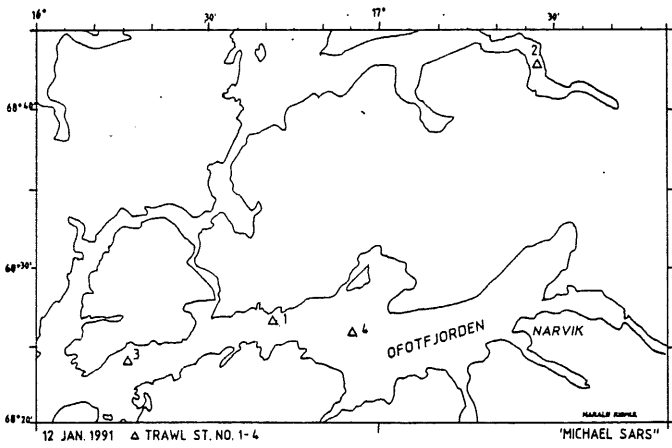 16° 30' 17° 30'
2
68°40'
68°30'
1
4
3
OFOTFJORDEN
NARVIK
68°20'
12 JAN. 1991 △ TRAWL ST. NO. 1-4
"MICHAEL SARS"